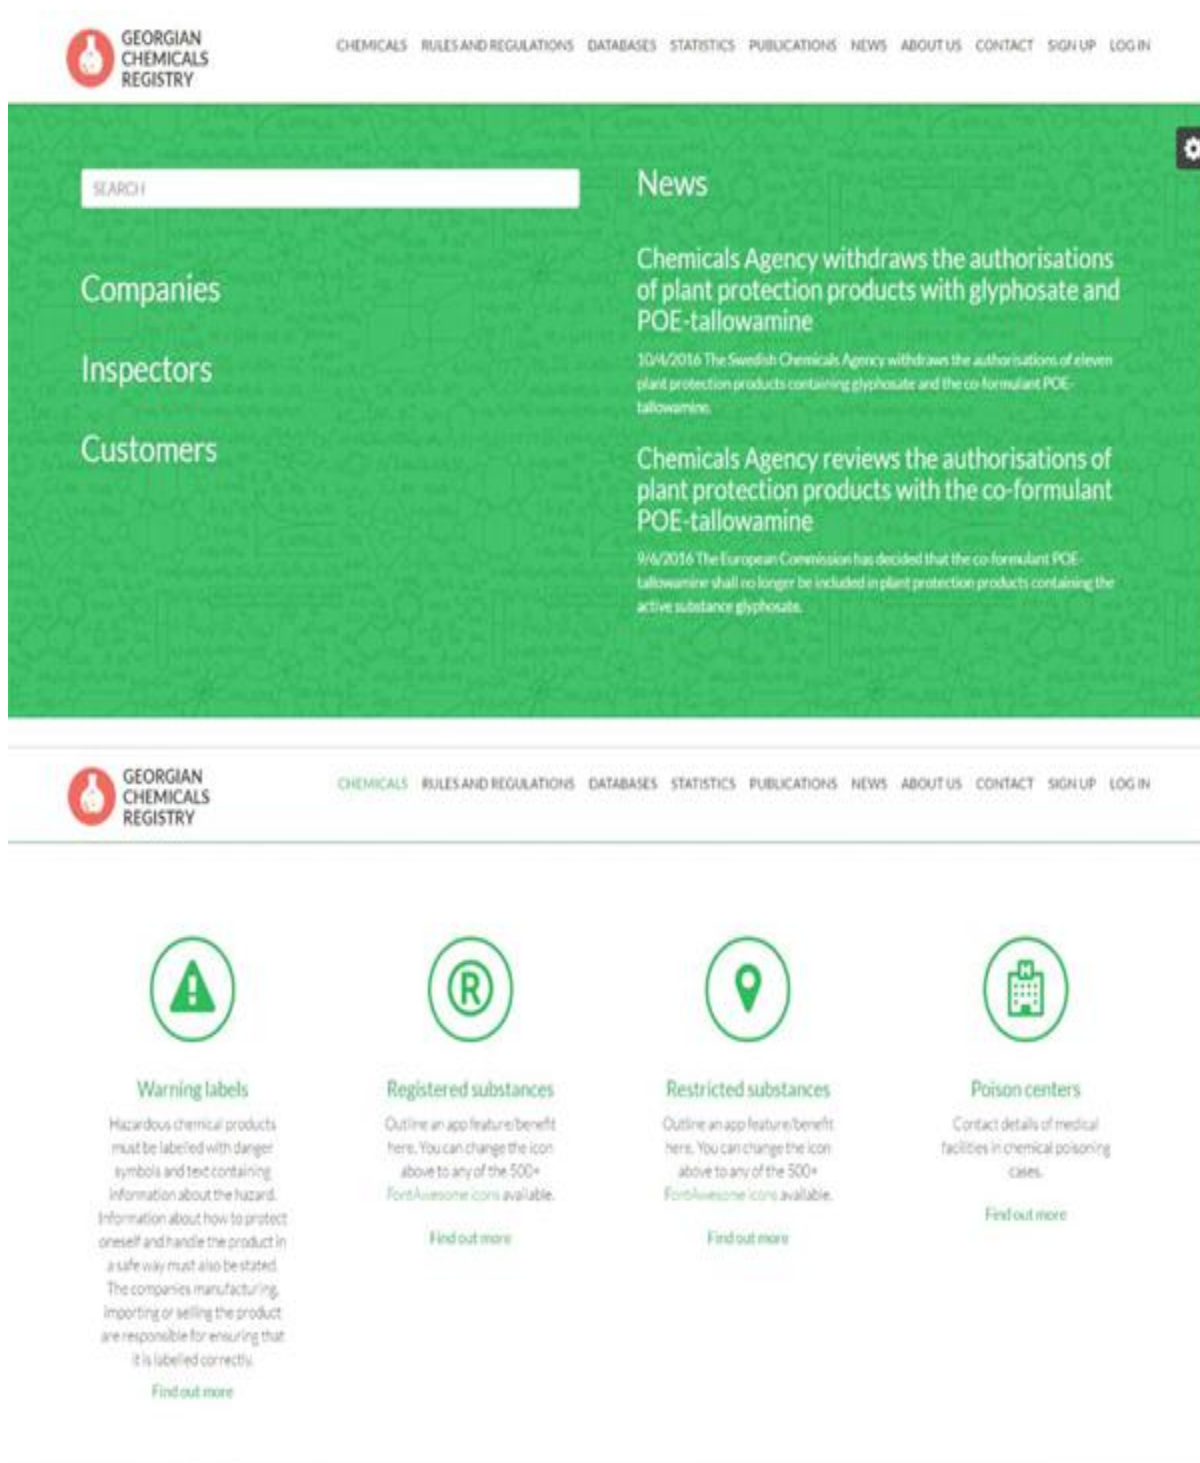 GEORGIAN
CHEMICALS
REGISTRY
CHEMICALS RULES AND REGULATIONS DATABASES STATISTICS PUBLICATIONS NEWS ABOUT US CONTACT SIGN UP LOG IN
SEARCH
Companies
Inspectors
Customers
News
Chemicals Agency withdraws the authorisations
of plant protection products with glyphosate and
POE-tallowamine
10/4/2016 The Swedish Chemicals Agency withdraws the authorisations of eleven
plant protection products containing glyphosate and the co-formulant POE-
tallowamine.
Chemicals Agency reviews the authorisations of
plant protection products with the co-formulant
POE-tallowamine
9/6/2016 The European Commission has decided that the co-formulant POE-
tallowamine shall no longer be included in plant protection products containing the
active substance glyphosate.
GEORGIAN
CHEMICALS
REGISTRY
CHEMICALS RULES AND REGULATIONS DATABASES STATISTICS PUBLICATIONS NEWS ABOUT US CONTACT SIGN UP LOG IN
Warning labels
Hazardous chemical products
must be labelled with danger
symbols and text containing
information about the hazard.
Information about how to protect
oneself and handle the product in
a safe way must also be stated.
The companies manufacturing,
importing or selling the product
are responsible for ensuring that
it is labelled correctly.
Find out more
R
Registered substances
Outline an app feature/benefit
here. You can change the icon
above to any of the 500+
FontAwesome icons available.
Find out more
Restricted substances
Outline an app feature/benefit
here. You can change the icon
above to any of the 500+
FontAwesome icons available.
Find out more
H
Poison centers
Contact details of medical
facilities in chemical poisoning
cases.
Find out more